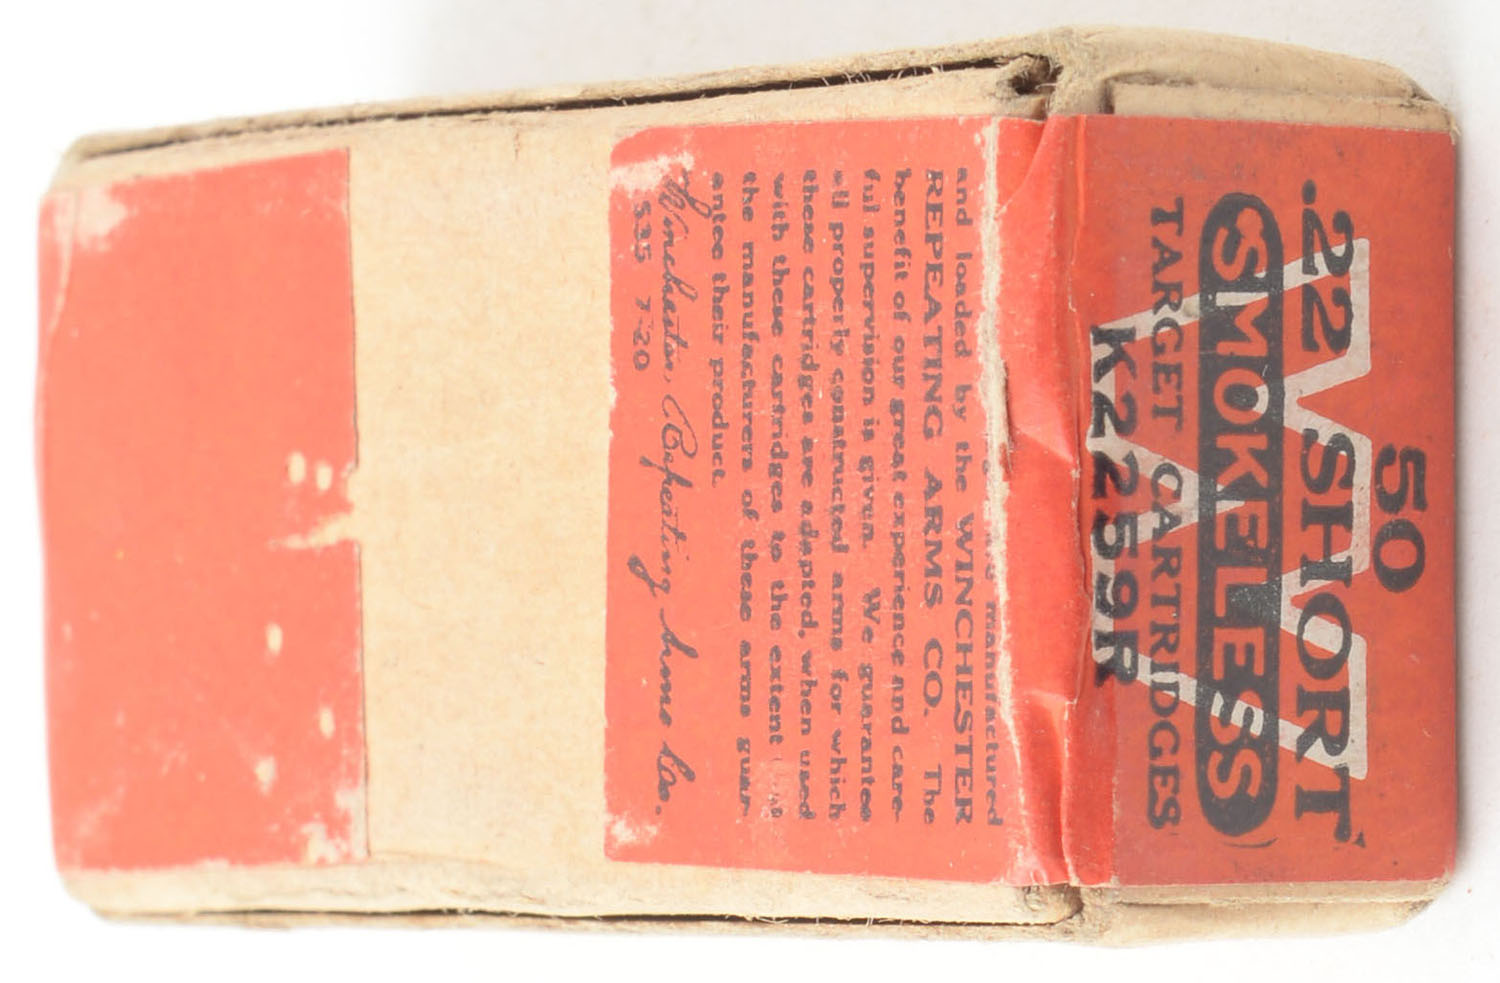 50
.22 SHORT
SMOKELESS
W
TARGET CARTRIDGES
K2259R
manufactured
and loaded by the WINCHESTER
REPEATING ARMS CO. The
benefit of our great experience and care-
ful supervision is given. We guarantee
all properly constructed arms for which
these cartridges are adapted, when used
with these cartridges to the extent
the manufacturers of these arms guar-
antee their product.
Winchester Repeating Arms Co.
535 7-20